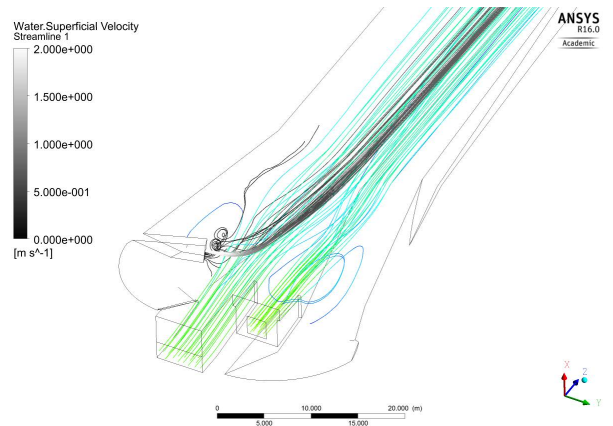 Water.Superficial Velocity
Streamline 1
2.000e+000
1.500e+000
1.000e+000
5.000e-001
0.000e+000
[m s^-1]
ANSYS
R16.0
Academic
0 10.000 20.000 (m)
5.000 15.000
X
Z
Y